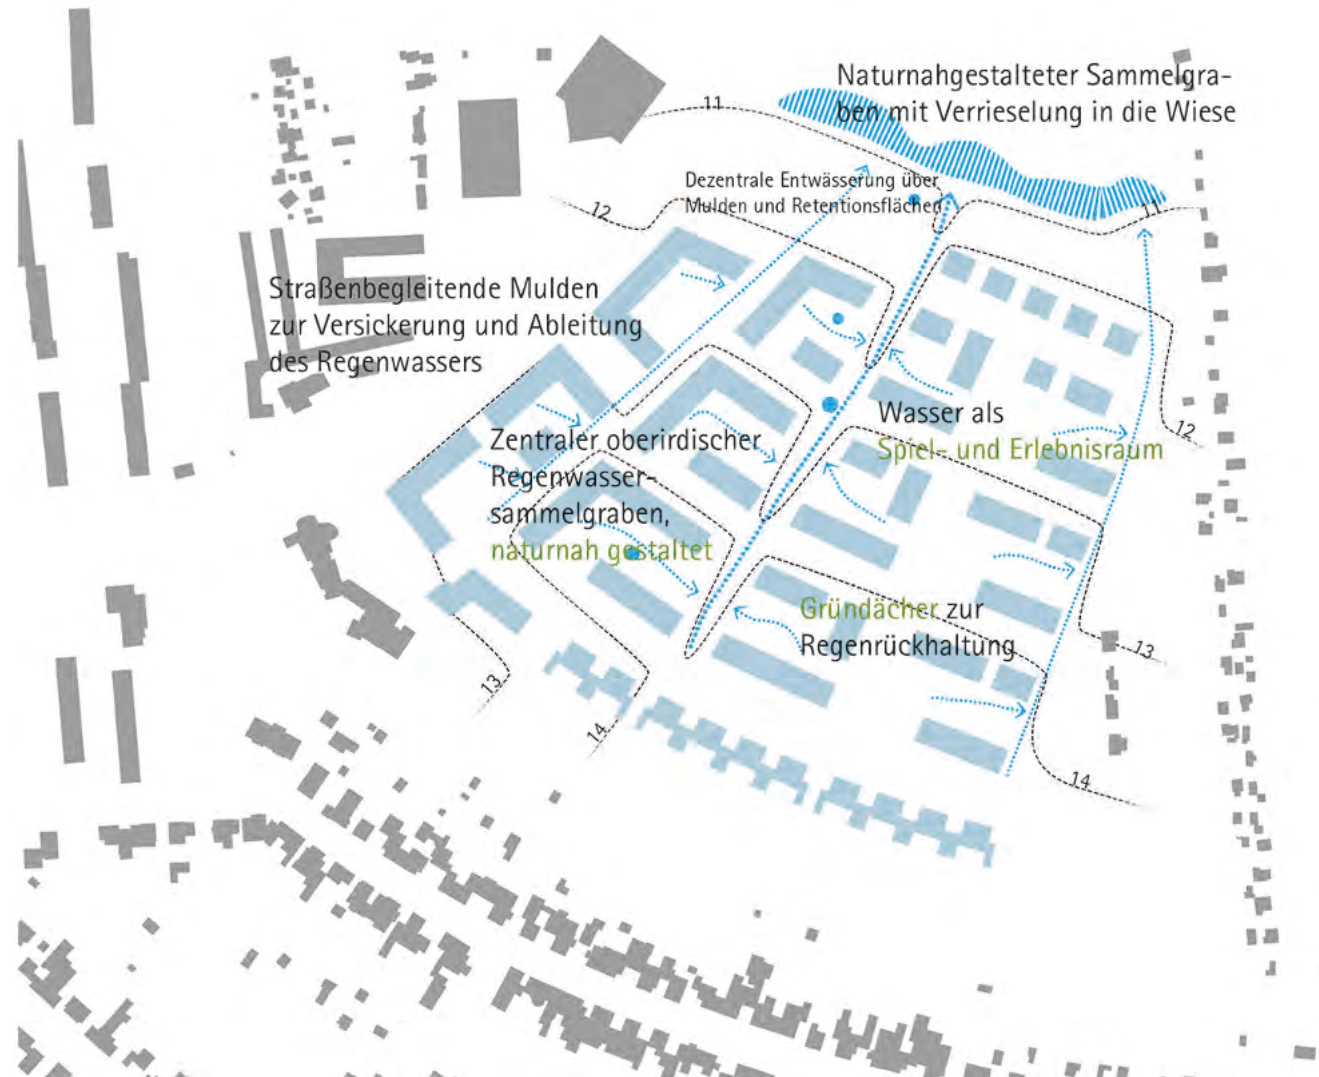 Naturnahgestalteter Sammelgra-
ben mit Verrieselung in die Wiese
11
Dezentrale Entwässerung über
Mulden und Retentionsflächen
12
11
Straßenbegleitende Mulden
zur Versickerung und Ableitung
des Regenwassers
Wasser als
Spiel- und Erlebnisraum
12
Zentraler oberirdischer
Regenwasser-
sammelgraben,
naturnah gestaltet
Gründächer zur
Regenrückhaltung
13
13
14
14